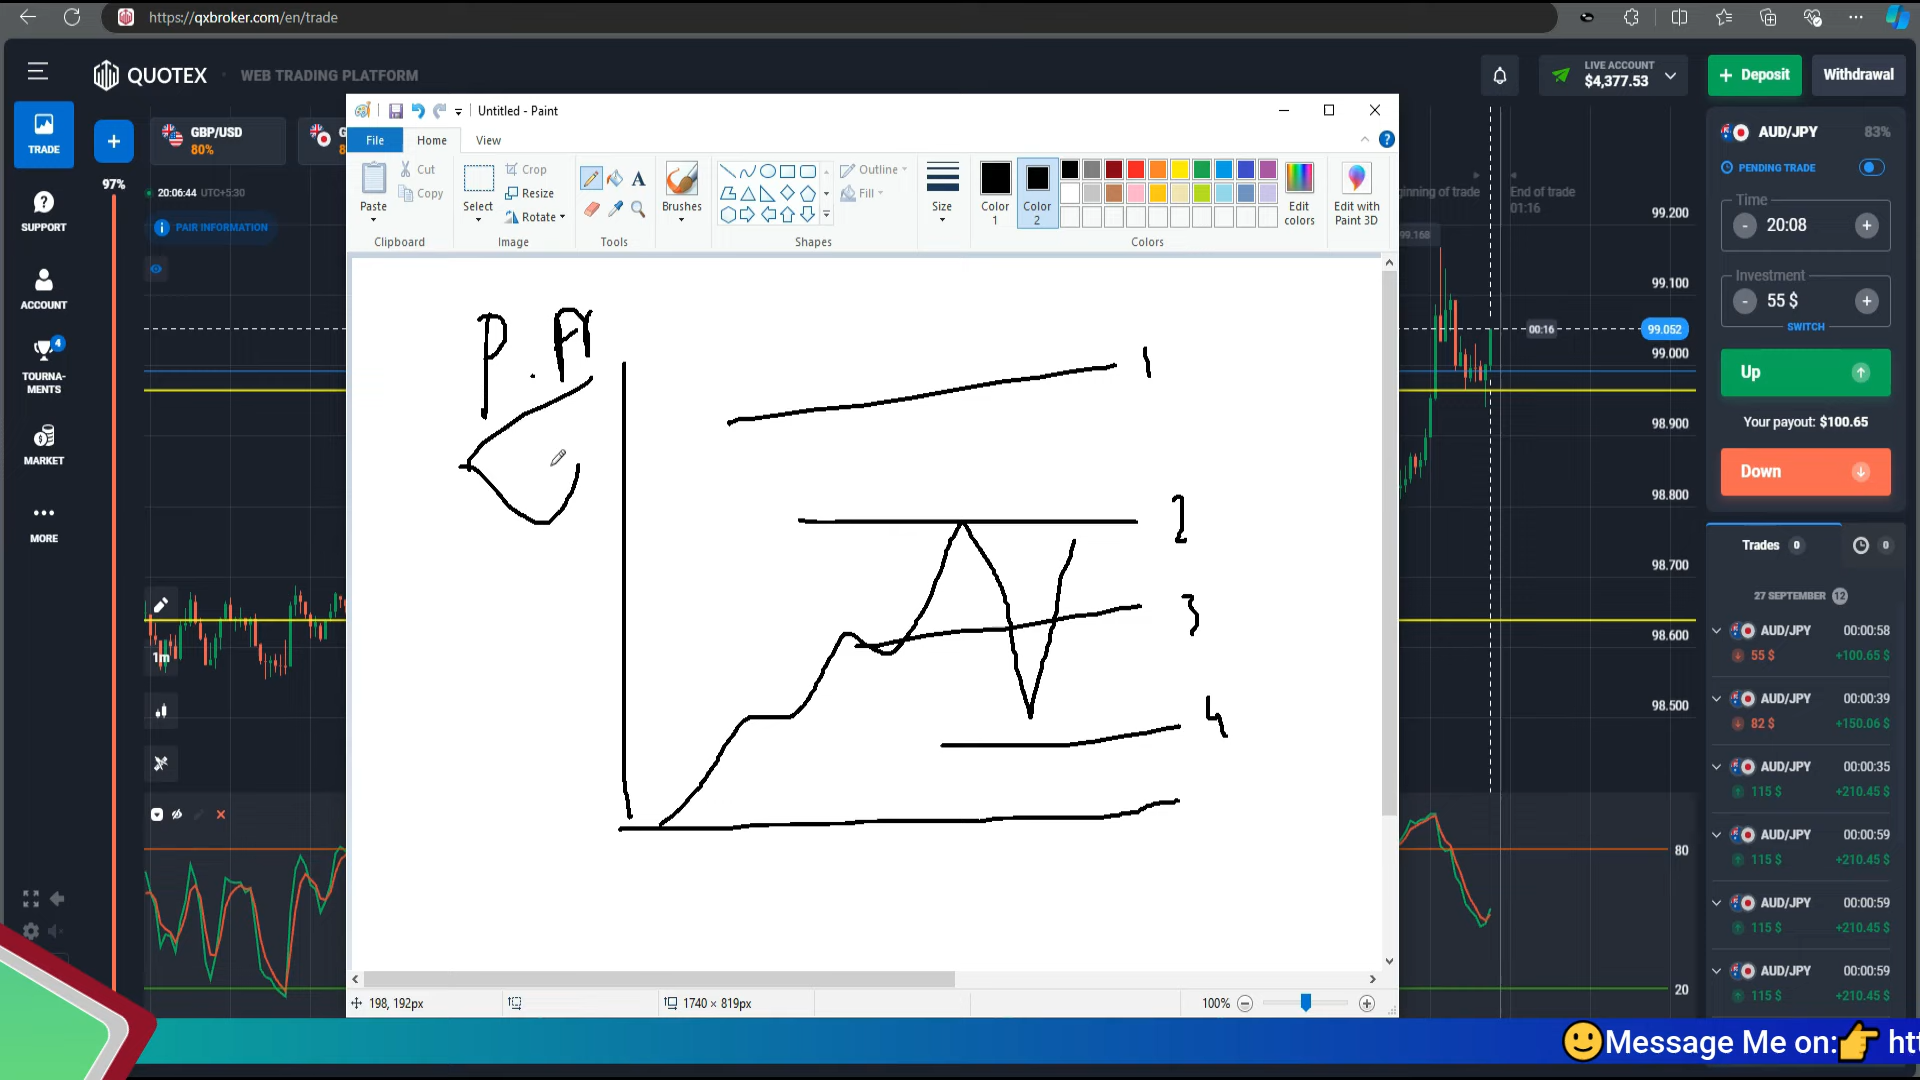 https://qxbroker.com/en/trade
QUOTEX
WEB TRADING PLATFORM
LIVE ACCOUNT
$4,377.53
Deposit
Withdrawal
TRADE
SUPPORT
ACCOUNT
4
TOURNA-
MENTS
MARKET
MORE
97%
GBP/USD
80%
20:06:44 UTC+5:30
PAIR INFORMATION
1m
Untitled - Paint
File
Home
View
Paste
Cut
Copy
Clipboard
Select
Crop
Resize
Rotate
Image
Tools
Brushes
Shapes
Outline
Fill
Size
Color
1
Color
2
Colors
Edit
colors
Edit with
Paint 3D
P.A
1
2
3
4
198, 192px
1740 × 819px
100%
ginning of trade
End of trade
01:16
99.168
00:16
99.200
99.100
99.052
99.000
98.900
98.800
98.700
98.600
98.500
80
20
AUD/JPY
83%
PENDING TRADE
Time
- 20:08 +
Investment
- 55 $ +
SWITCH
Up
Your payout: $100.65
Down
Trades 0
0
27 SEPTEMBER 12
AUD/JPY 00:00:58
55 $ +100.65 $
AUD/JPY 00:00:39
82 $ +150.06 $
AUD/JPY 00:00:35
115 $ +210.45 $
AUD/JPY 00:00:59
115 $ +210.45 $
AUD/JPY 00:00:59
115 $ +210.45 $
AUD/JPY 00:00:59
115 $ +210.45 $
Message Me on: